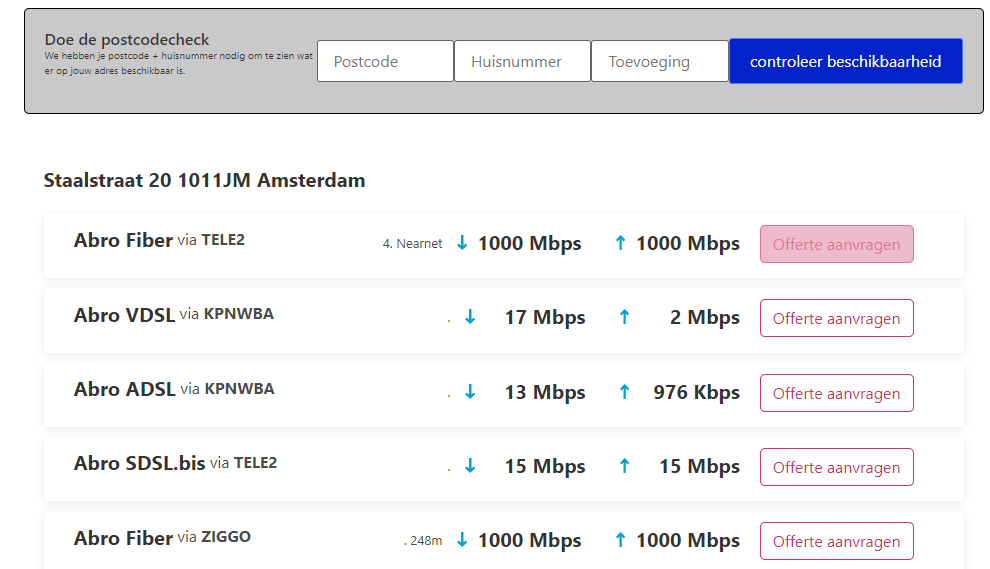 Doe de postcodecheck
We hebben je postcode + huisnummer nodig om te zien wat
er op jouw adres beschikbaar is.
Postcode Huisnummer Toevoeging controleer beschikbaarheid
Staalstraat 20 1011JM Amsterdam
Abro Fiber via TELE2 4. Nearnet ↓ 1000 Mbps ↑ 1000 Mbps Offerte aanvragen
Abro VDSL via KPNWBA . ↓ 17 Mbps ↑ 2 Mbps Offerte aanvragen
Abro ADSL via KPNWBA . ↓ 13 Mbps ↑ 976 Kbps Offerte aanvragen
Abro SDSL.bis via TELE2 . ↓ 15 Mbps ↑ 15 Mbps Offerte aanvragen
Abro Fiber via ZIGGO . 248m ↓ 1000 Mbps ↑ 1000 Mbps Offerte aanvragen